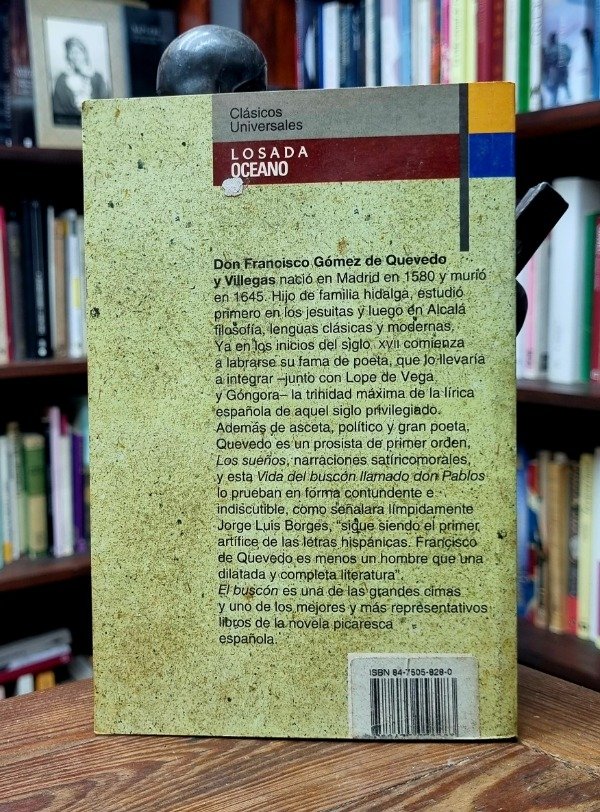 Clásicos
Universales
LOSADA
OCEANO
Don Francisco Gómez de Quevedo
y Villegas nació en Madrid en 1580 y murió
en 1645. Hijo de familia hidalga, estudió
primero en los jesuitas y luego en Alcalá
filosofía, lenguas clásicas y modernas.
Ya en los inicios del siglo xvii comienza
a labrarse su fama de poeta, que lo llevaría
a integrar –junto con Lope de Vega
y Góngora– la trinidad máxima de la lírica
española de aquel siglo privilegiado.
Además de asceta, político y gran poeta,
Quevedo es un prosista de primer orden,
Los sueños, narraciones satíricomorales,
y esta Vida del buscón llamado don Pablos
lo prueban en forma contundente e
indiscutible, como señalara límpidamente
Jorge Luis Borges, "sigue siendo el primer
artífice de las letras hispánicas. Francisco
de Quevedo es menos un hombre que una
dilatada y completa literatura".
El buscón es una de las grandes cimas
y uno de los mejores y más representativos
libros de la novela picaresca
española.
ISBN 84-7505-828-0